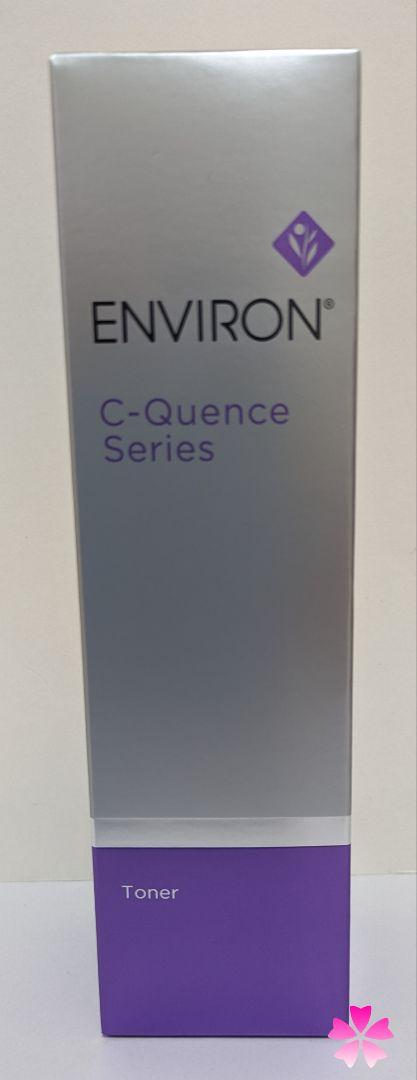 ENVIRON®
C-Quence
Series
Toner